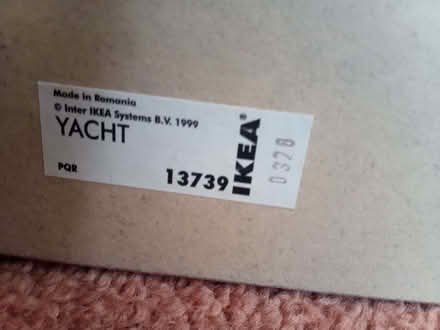 Made in Romania
© Inter IKEA Systems B.V. 1999
YACHT
PQR
13739
IKEA®
0328